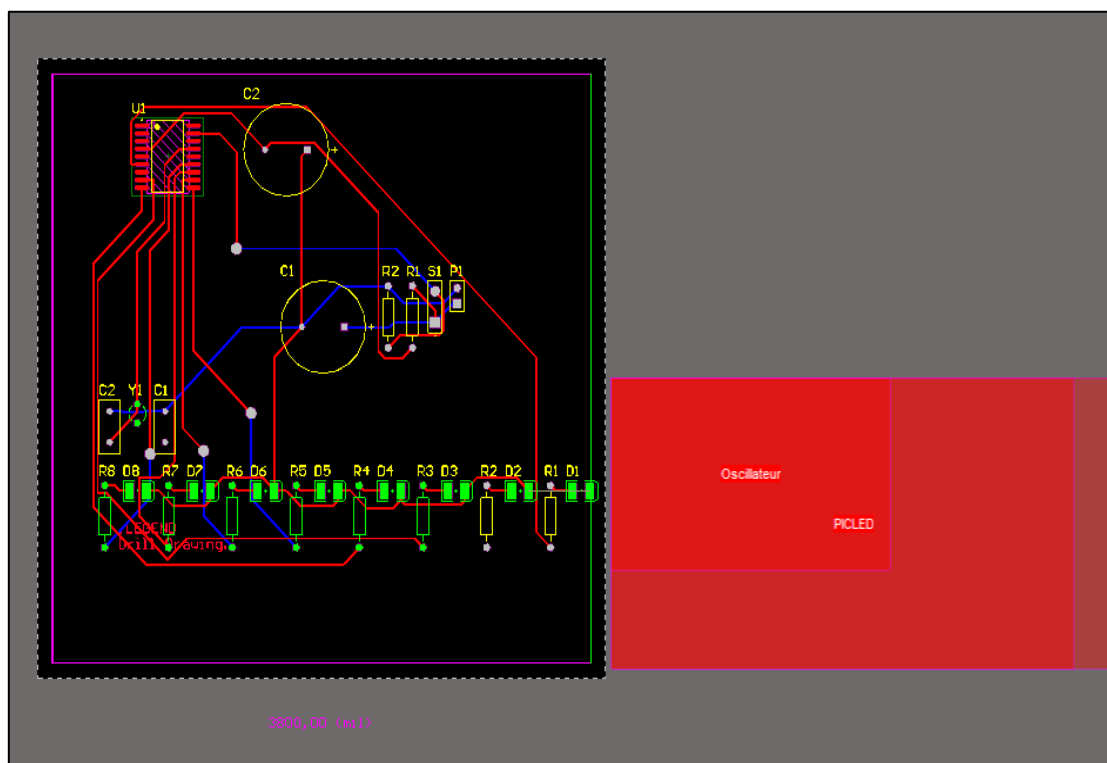 C2
U1
C1
R2 R1 S1 P1
C2 Y1 C1
R8 D8 R7 D7 R6 D6 R5 D5 R4 D4 R3 D3 R2 D2 R1 D1
LEGEND
Drill Drawing
Oscillateur
PICLED